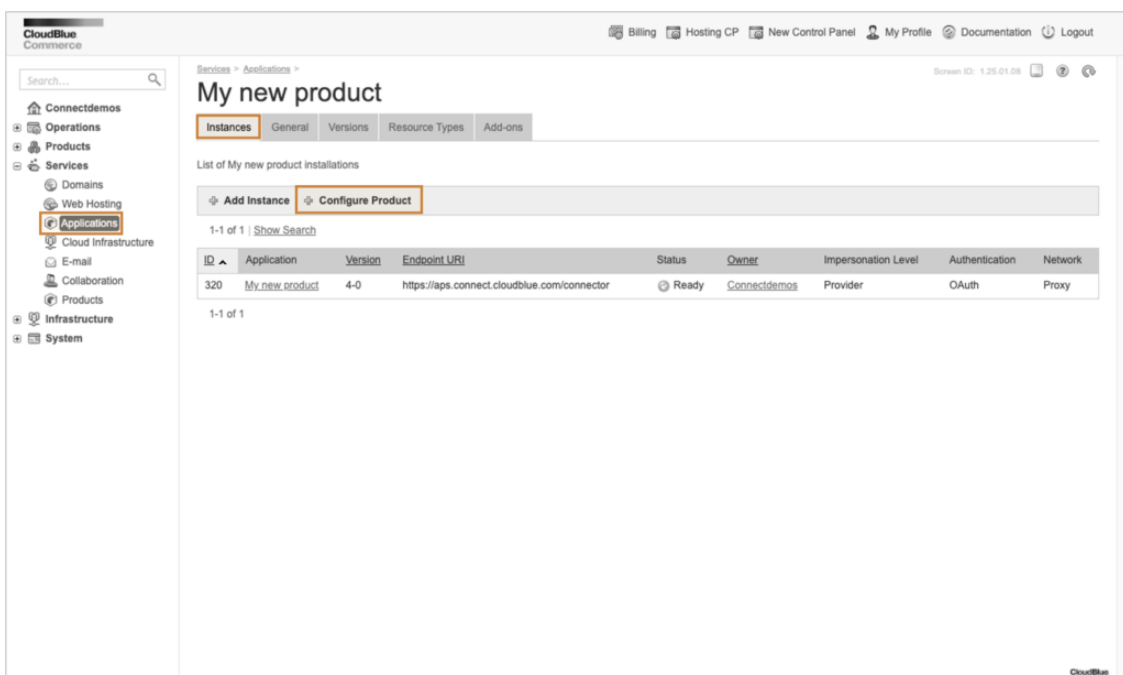 CloudBlue
Commerce
Billing Hosting CP New Control Panel My Profile Documentation Logout
Search...
Connectdemos
Operations
Products
Services
Domains
Web Hosting
Applications
Cloud Infrastructure
E-mail
Collaboration
Products
Infrastructure
System
Services > Applications >
Screen ID: 1.25.01.08
My new product
Instances General Versions Resource Types Add-ons
List of My new product installations
Add Instance Configure Product
1-1 of 1 | Show Search
ID Application Version Endpoint URI Status Owner Impersonation Level Authentication Network
320 My new product 4-0 https://aps.connect.cloudblue.com/connector Ready Connectdemos Provider OAuth Proxy
1-1 of 1
CloudBlue